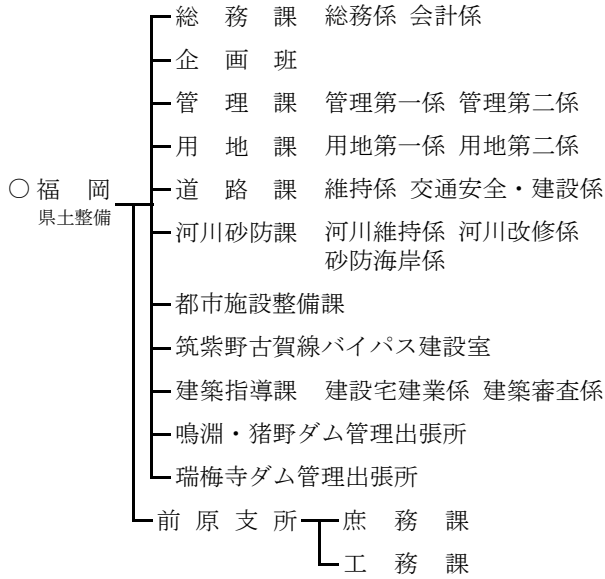 総務課 総務係 会計係
企画班
管理課 管理第一係 管理第二係
用地課 用地第一係 用地第二係
○福岡
県土整備
道路課 維持係 交通安全・建設係
河川砂防課 河川維持係 河川改修係
砂防海岸係
都市施設整備課
筑紫野古賀線バイパス建設室
建築指導課 建設宅建業係 建築審査係
鳴淵・猪野ダム管理出張所
瑞梅寺ダム管理出張所
前原支所 庶務課
工務課